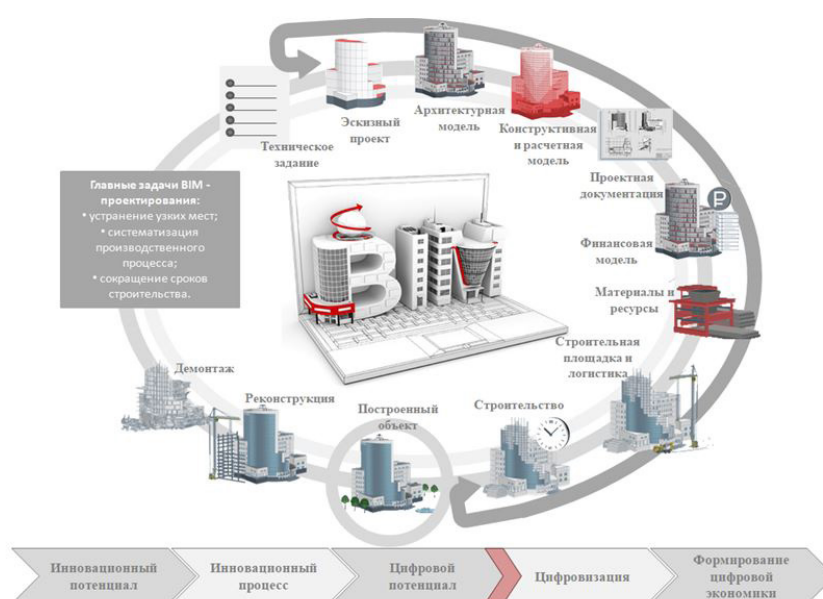 Техническое
задание
Эскизный
проект
Архитектурная
модель
Конструктивная
и расчетная
модель
Проектная
документация
Финансовая
модель
Материалы и
ресурсы
Строительная
площадка и
логистика
Строительство
Построенный
объект
Реконструкция
Демонтаж
Главные задачи BIM -
проектирования:
• устранение узких мест;
• систематизация
производственного
процесса;
• сокращение сроков
строительства.
BIM
Инновационный
потенциал
Инновационный
процесс
Цифровой
потенциал
Цифровизация
Формирование
цифровой
экономики